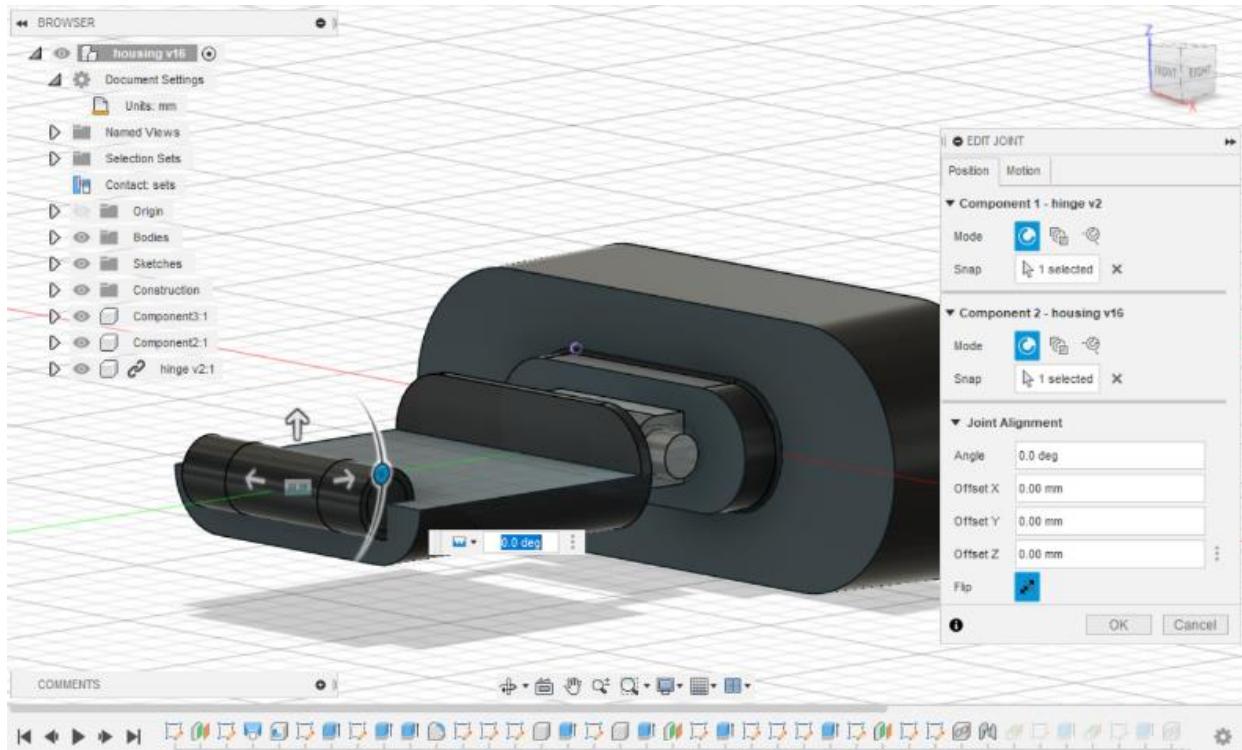 BROWSER
housing v16
Document Settings
Units: mm
Named Views
Selection Sets
Contact: sets
Origin
Bodies
Sketches
Construction
Component3:1
Component2:1
hinge v2:1
Z
FRONT RIGHT
X
EDIT JOINT
Position Motion
Component 1 - hinge v2
Mode
Snap 1 selected
Component 2 - housing v16
Mode
Snap 1 selected
Joint Alignment
Angle 0.0 deg
Offset X 0.00 mm
Offset Y 0.00 mm
Offset Z 0.00 mm
Flip
OK Cancel
0.0 deg
COMMENTS